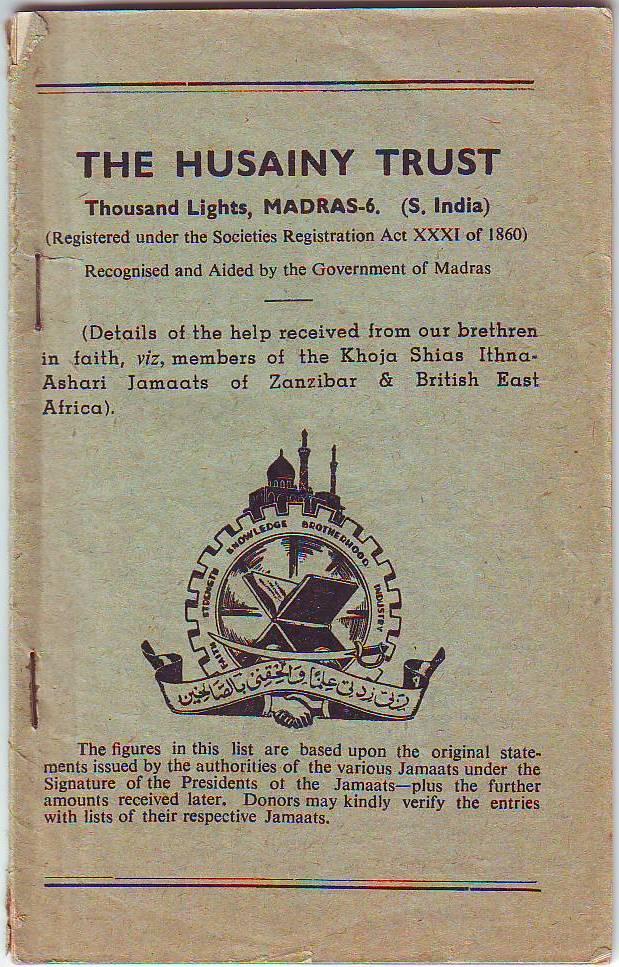 THE HUSAINY TRUST
Thousand Lights, MADRAS-6. (S. India)
(Registered under the Societies Registration Act XXXI of 1860)
Recognised and Aided by the Government of Madras
(Details of the help received from our brethren
in faith, viz, members of the Khoja Shias Ithna-
Ashari Jamaats of Zanzibar & British East
Africa).
FAITH STRENGTH KNOWLEDGE BROTHERHOOD INDUSTRY
ربي زدني علما وألحقني بالصالحين
The figures in this list are based upon the original state-
ments issued by the authorities of the various Jamaats under the
Signature of the Presidents of the Jamaats—plus the further
amounts received later. Donors may kindly verify the entries
with lists of their respective Jamaats.